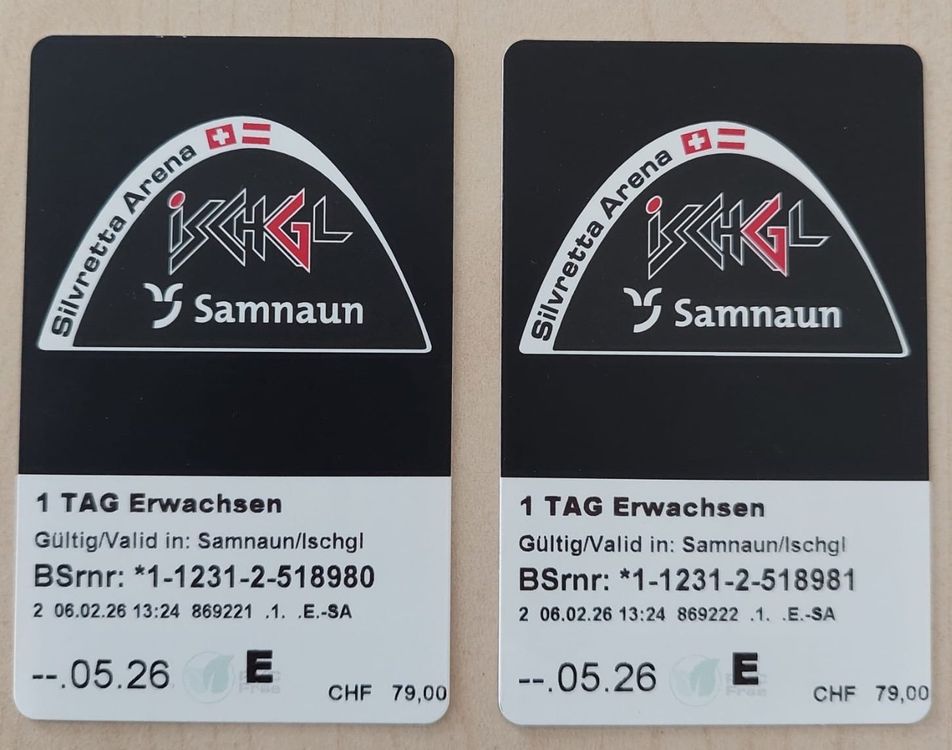 Silvretta Arena
ISCHGL
Samnaun
1 TAG Erwachsen
Gültig/Valid in: Samnaun/Ischgl
BSrnr: *1-1231-2-518980
2 06.02.26 13:24 869221 .1. .E.-SA
--.05.26 E
Free
CHF 79,00
Silvretta Arena
ISCHGL
Samnaun
1 TAG Erwachsen
Gültig/Valid in: Samnaun/Ischgl
BSrnr: *1-1231-2-518981
2 06.02.26 13:24 869222 .1. .E.-SA
--.05.26 E
Free
CHF 79,00